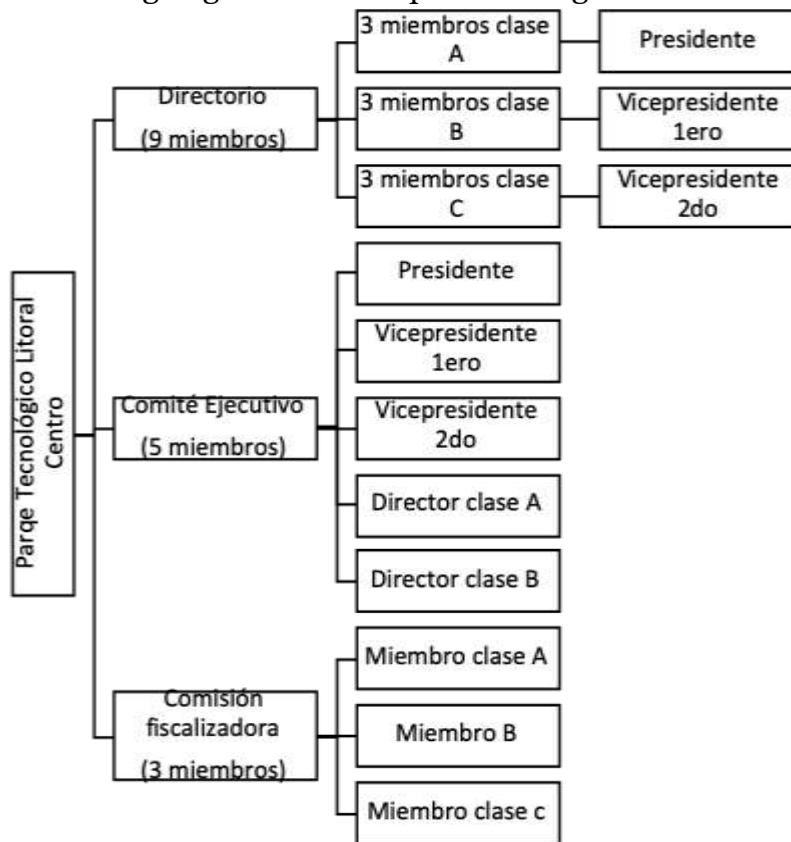 Parqe Tecnológico Litoral
Centro
Directorio
(9 miembros)
3 miembros clase
A
Presidente
3 miembros clase
B
Vicepresidente
1ero
3 miembros clase
C
Vicepresidente
2do
Comité Ejecutivo
(5 miembros)
Presidente
Vicepresidente
1ero
Vicepresidente
2do
Director clase A
Director clase B
Comisión
fiscalizadora
(3 miembros)
Miembro clase A
Miembro B
Miembro clase c